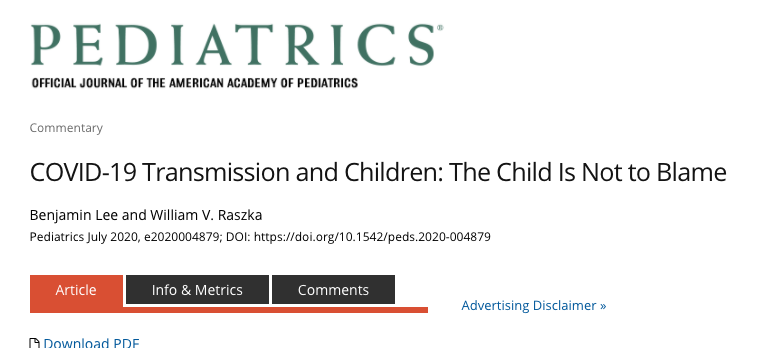 PEDIATRICS®
OFFICIAL JOURNAL OF THE AMERICAN ACADEMY OF PEDIATRICS
Commentary
COVID-19 Transmission and Children: The Child Is Not to Blame
Benjamin Lee and William V. Raszka
Pediatrics July 2020, e2020004879; DOI: https://doi.org/10.1542/peds.2020-004879
Article
Info & Metrics
Comments
Advertising Disclaimer »
Download PDF